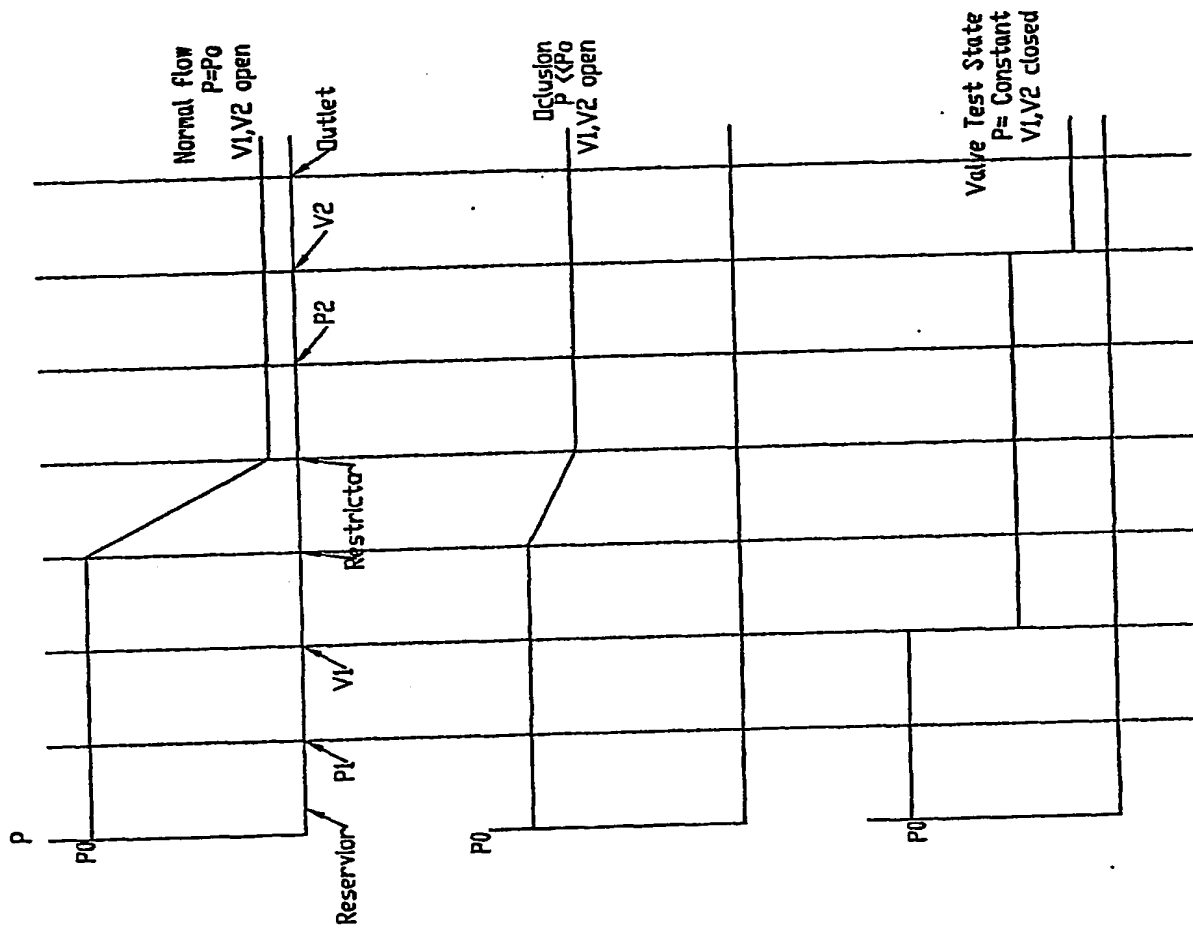 P
P0
Normal flow
P=Po
V1,V2 open
Reservior
P1
V1
Restrictor
P2
V2
Outlet
P0
Oclusion
P <<Po
V1,V2 open
P0
Valve Test State
P= Constant
V1,V2 closed